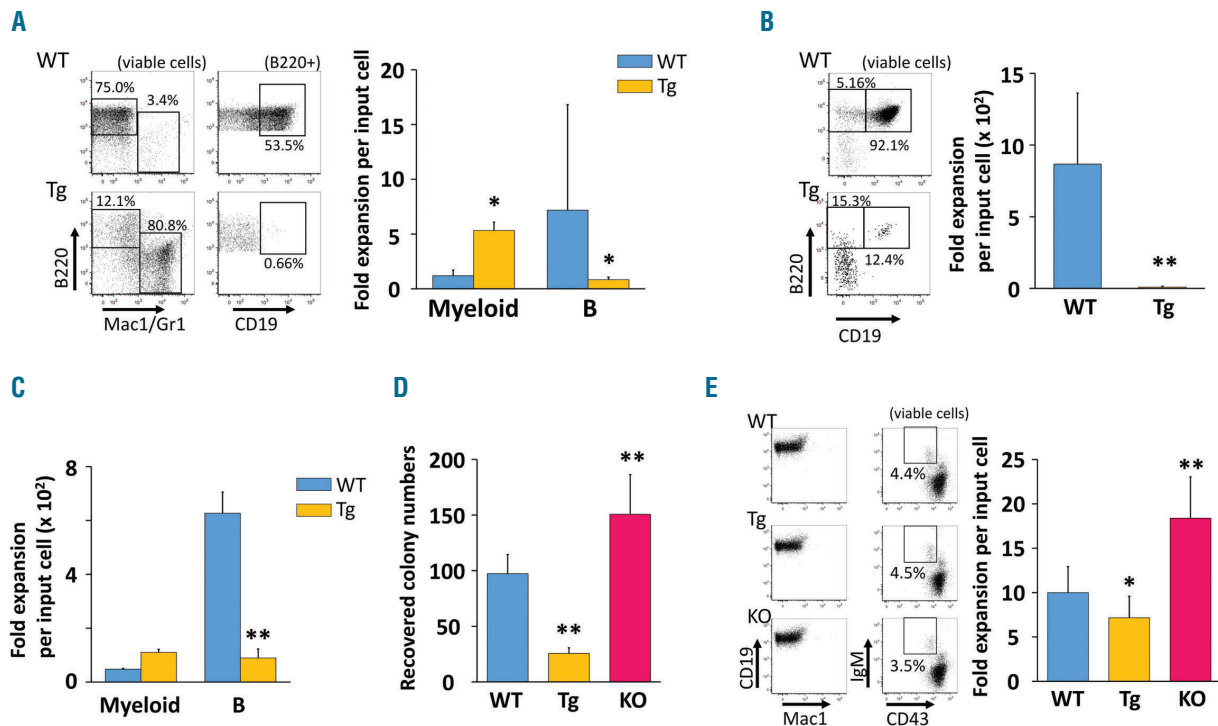 A
WT
(viable cells)
(B220+)
75.0%
3.4%
53.5%
Tg
12.1%
80.8%
0.66%
B220
Mac1/Gr1
CD19
Fold expansion per input cell
20
15
10
5
0
WT
Tg
*
*
Myeloid
B
B
WT
(viable cells)
5.16%
92.1%
Tg
15.3%
12.4%
B220
CD19
Fold expansion
per input cell (x 10²)
15
10
5
0
**
WT
Tg
C
Fold expansion
per input cell (x 10²)
8
4
0
WT
Tg
**
Myeloid
B
D
Recovered colony numbers
200
150
100
50
0
**
**
WT
Tg
KO
E
WT
(viable cells)
4.4%
Tg
4.5%
KO
3.5%
CD19
IgM
Mac1
CD43
Fold expansion per input cell
25
20
15
10
5
0
*
**
WT
Tg
KO